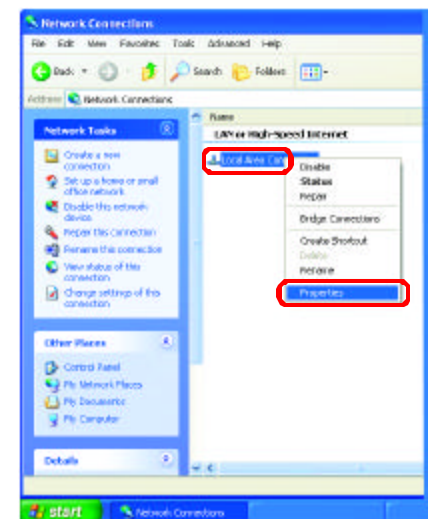 Network Connections
File Edit View Favorites Tools Advanced Help
Back Search Folders
Address Network Connections
Name
LAN or High-Speed Internet
Local Area Con
Network Tasks
Create a new
connection
Set up a home or small
office network
Disable this network
device
Repair this connection
Rename this connection
View status of this
connection
Change settings of this
connection
Disable
Status
Repair
Bridge Connections
Create Shortcut
Delete
Rename
Properties
Other Places
Control Panel
My Network Places
My Documents
My Computer
Details
start
Network Connections